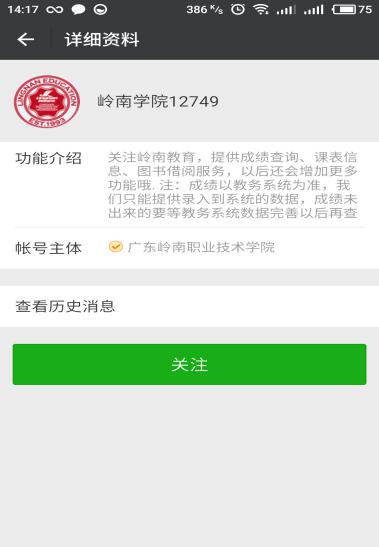 14:17 386 K/s 75
详细资料
LINGNAN EDUCATION
EST.1993
岭南学院12749
功能介绍
关注岭南教育，提供成绩查询、课表信
息、图书借阅服务，以后还会增加更多
功能哦. 注：成绩以教务系统为准，我
们只能提供录入到系统的数据，成绩未
出来的要等教务系统数据完善以后再查
帐号主体
广东岭南职业技术学院
查看历史消息
关注